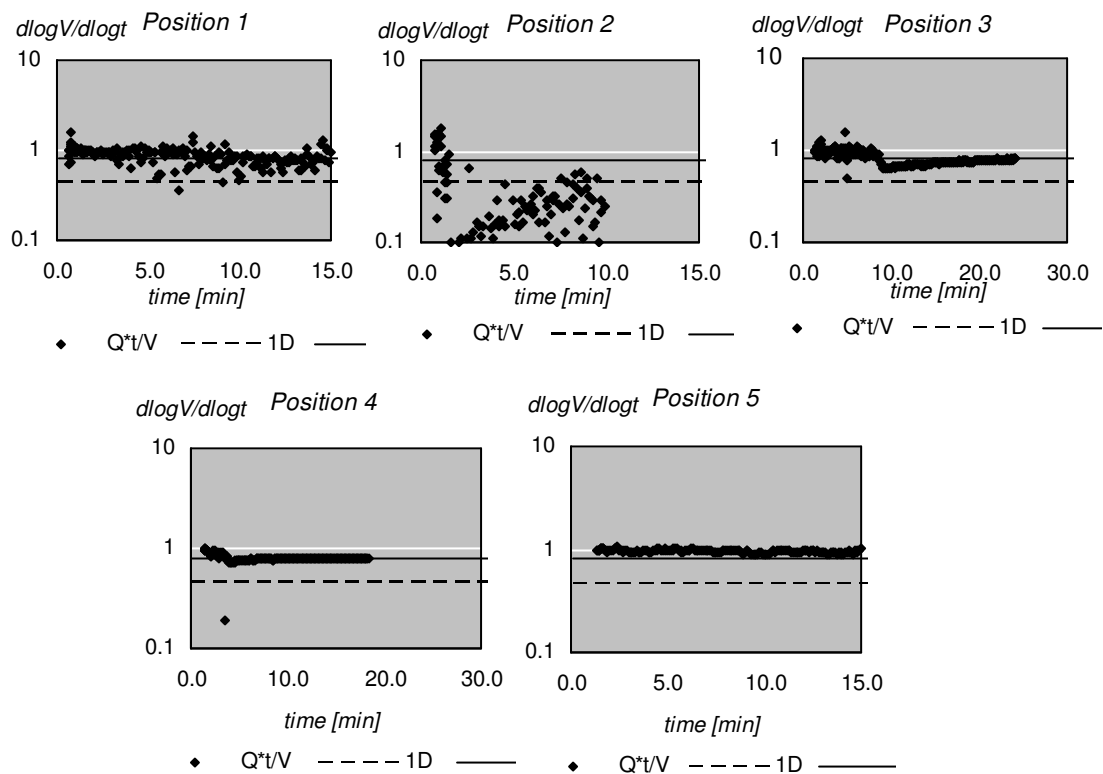 dlogV/dlogt Position 1
10
1
0.1
0.0 5.0 10.0 15.0
time [min]
Q*t/V 1D
dlogV/dlogt Position 2
10
1
0.1
0.0 5.0 10.0 15.0
time [min]
Q*t/V 1D
dlogV/dlogt Position 3
10
1
0.1
0.0 10.0 20.0 30.0
time [min]
Q*t/V 1D
dlogV/dlogt Position 4
10
1
0.1
0.0 10.0 20.0 30.0
time [min]
Q*t/V 1D
dlogV/dlogt Position 5
10
1
0.1
0.0 5.0 10.0 15.0
time [min]
Q*t/V 1D